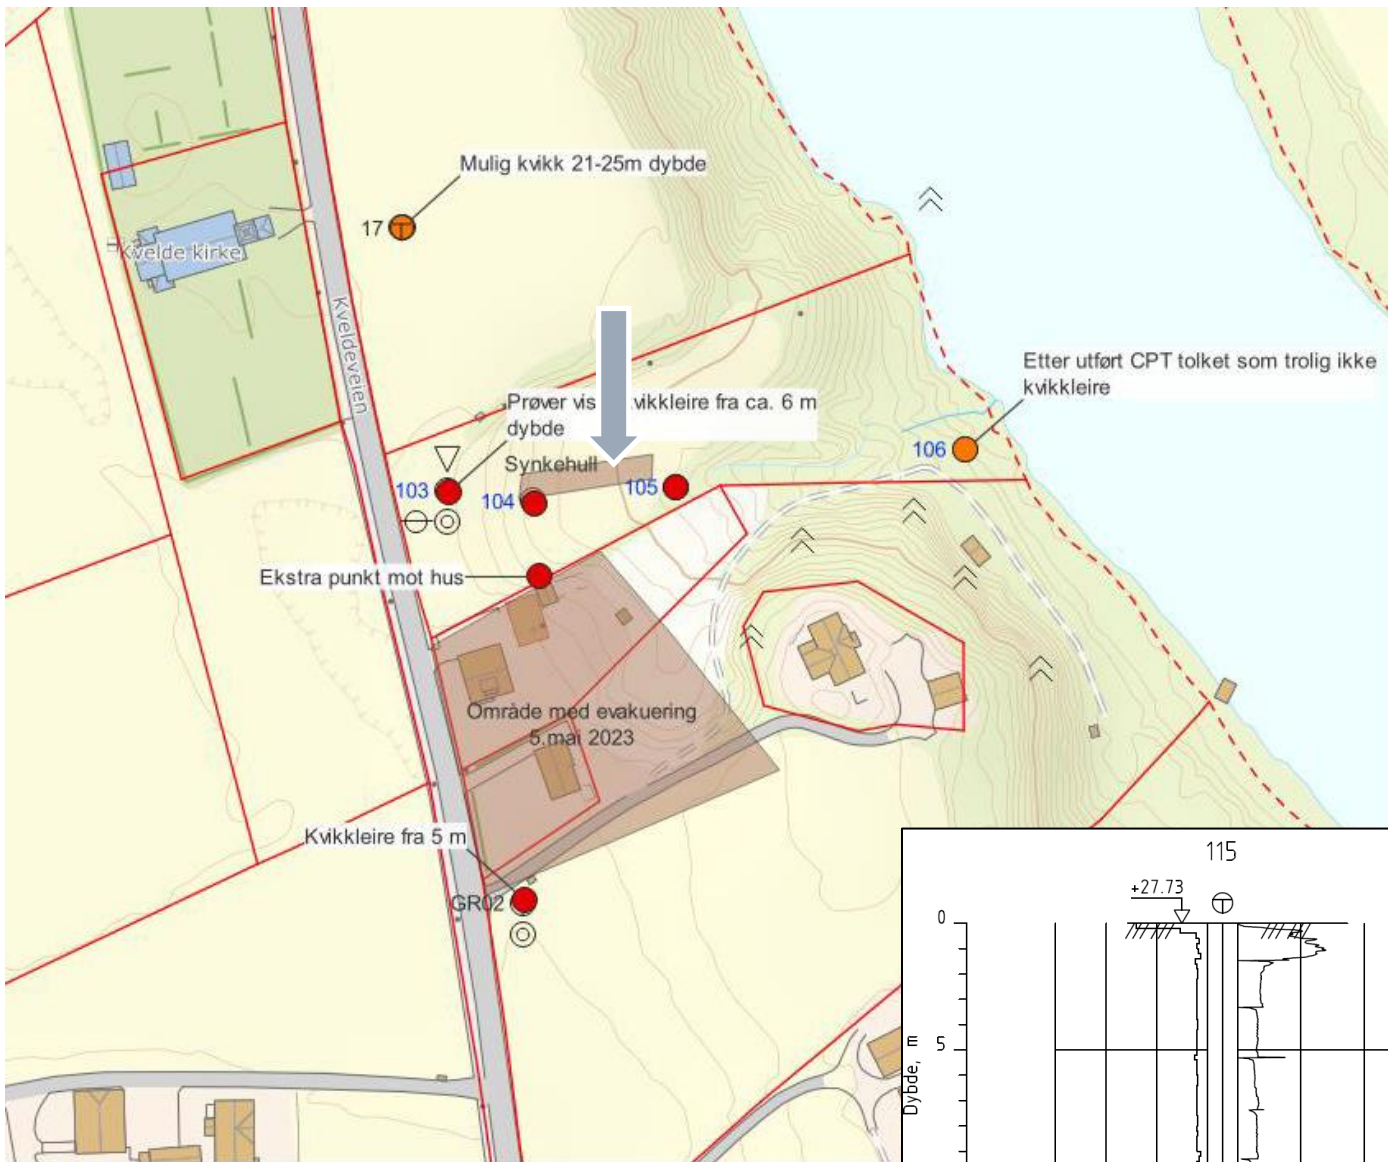 Mulig kvikk 21-25m dybde
17
Kvelde kirke
Kveldeveien
Etter utført CPT tolket som trolig ikke
kvikkleire
Prøver vis vikkleire fra ca. 6 m
dybde
106
Synkehull
103
104
105
Ekstra punkt mot hus
Område med evakuering
5.mai 2023
Kvikkleire fra 5 m
GR02
115
+27.73
0
5
Dybde, m